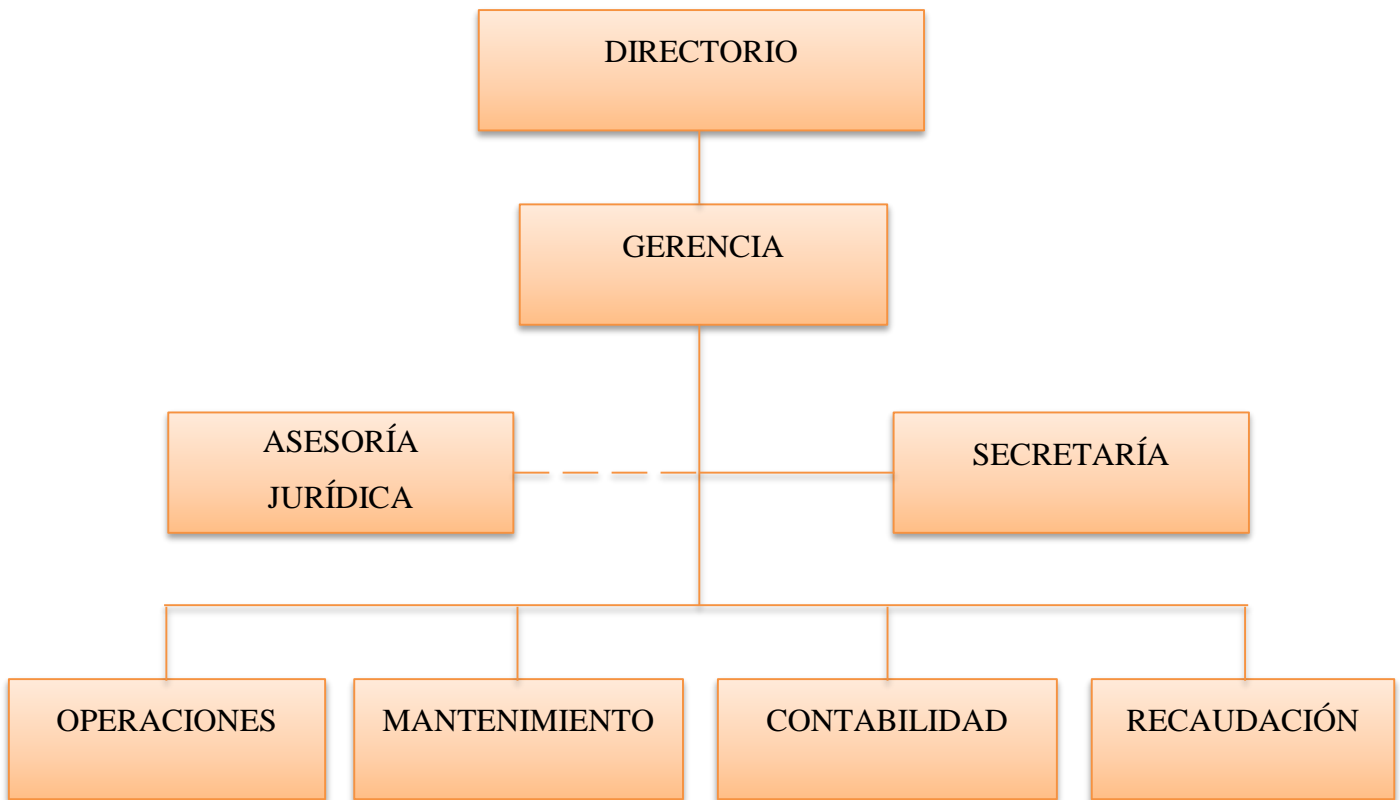 DIRECTORIO
GERENCIA
ASESORÍA
JURÍDICA
SECRETARÍA
OPERACIONES
MANTENIMIENTO
CONTABILIDAD
RECAUDACIÓN